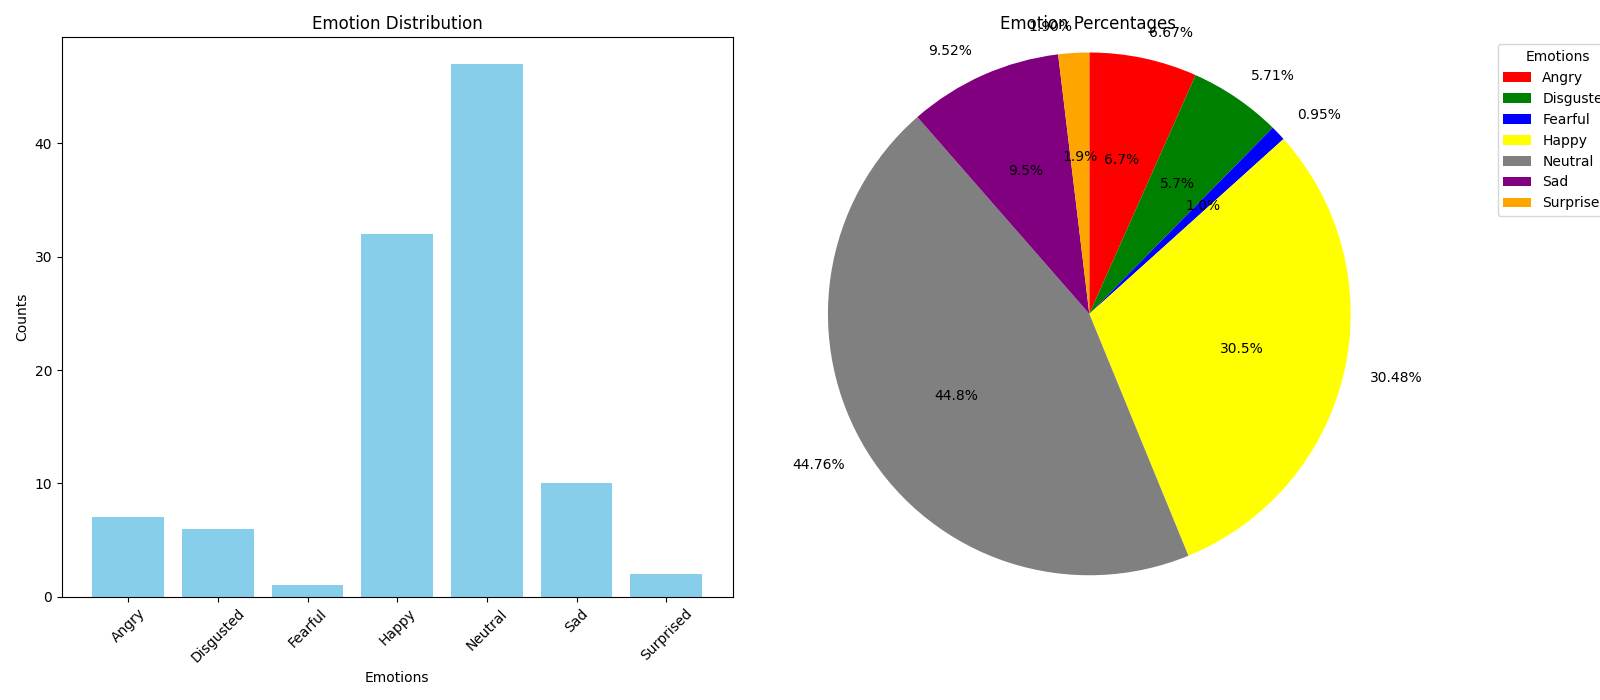 Emotion Distribution
Counts
40
30
20
10
0
Angry
Disgusted
Fearful
Happy
Neutral
Sad
Surprised
Emotions
Emotion Percentages
1.90%
6.67%
9.52%
5.71%
0.95%
30.48%
44.76%
1.9%
6.7%
9.5%
5.7%
1.0%
30.5%
44.8%
Emotions
Angry
Disguste
Fearful
Happy
Neutral
Sad
Surprise